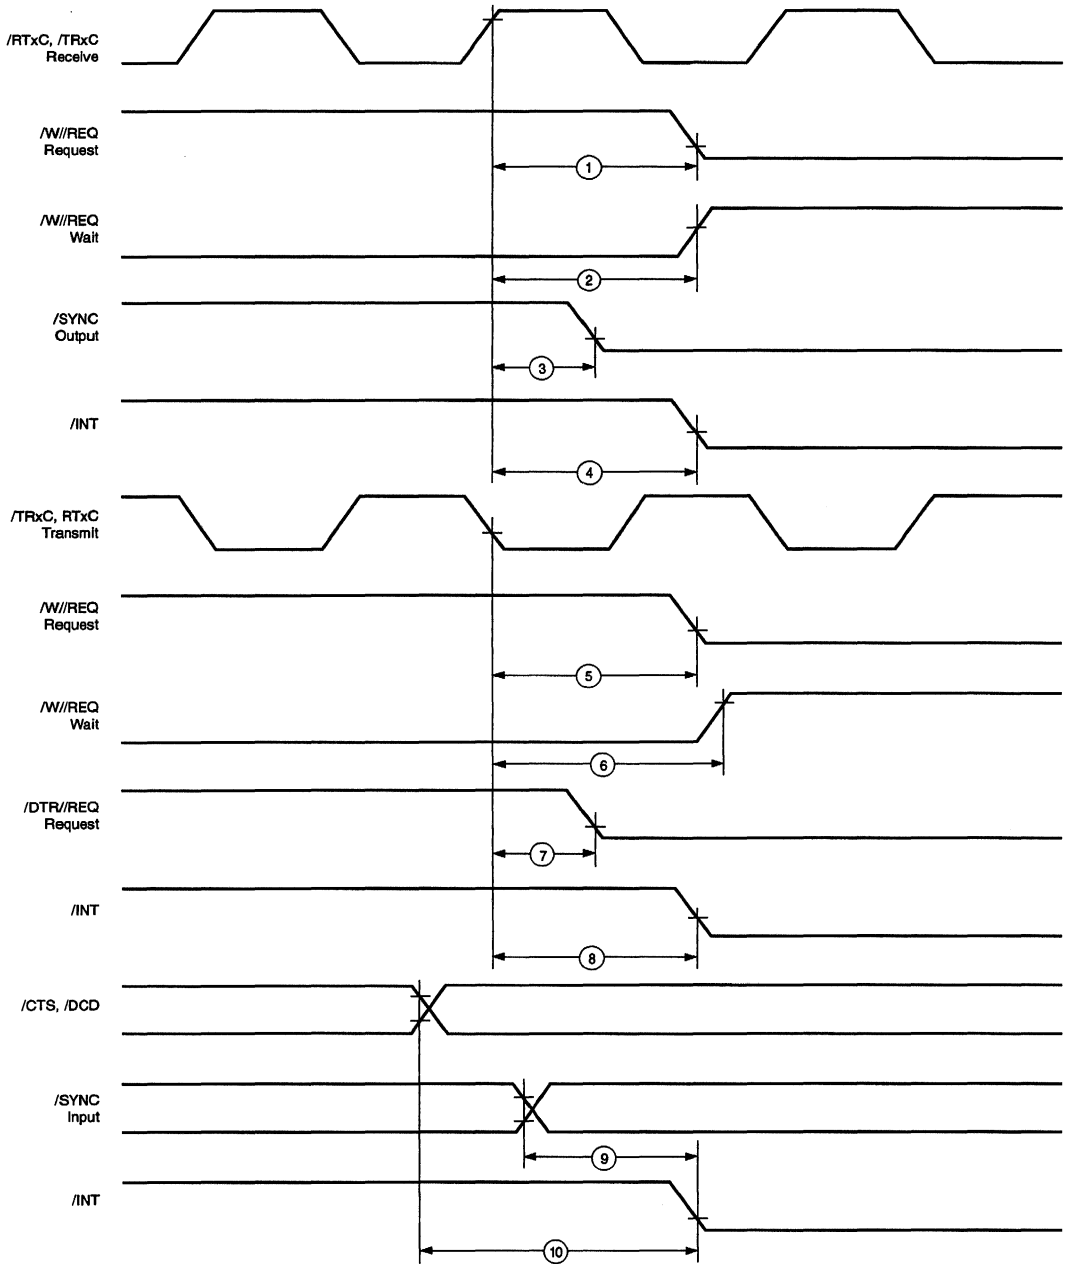 /RTxC, /TRxC
Receive
/W//REQ
Request
1
/W//REQ
Wait
2
/SYNC
Output
3
/INT
4
/TRxC, RTxC
Transmit
/W//REQ
Request
5
/W//REQ
Wait
6
/DTR//REQ
Request
7
/INT
8
/CTS, /DCD
/SYNC
Input
9
/INT
10